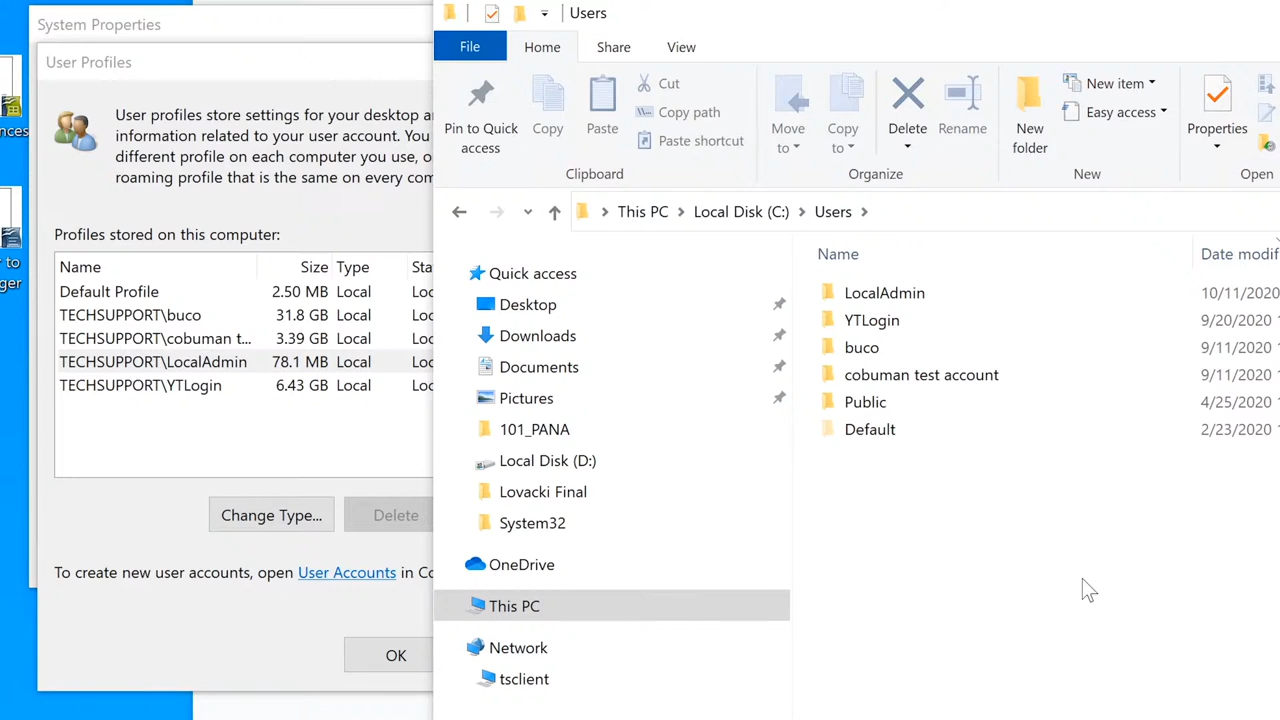 System Properties
User Profiles
User profiles store settings for your desktop a
information related to your user account. You
different profile on each computer you use, o
roaming profile that is the same on every com
Profiles stored on this computer:
Name Size Type Sta
Default Profile 2.50 MB Local Loc
TECHSUPPORT\buco 31.8 GB Local Loc
TECHSUPPORT\cobuman t... 3.39 GB Local Loc
TECHSUPPORT\LocalAdmin 78.1 MB Local Loc
TECHSUPPORT\YTLogin 6.43 GB Local Loc
Change Type... Delete
To create new user accounts, open User Accounts in Co
OK
nces
to
ger
Users
File Home Share View
Pin to Quick access
Copy
Paste
Cut
Copy path
Paste shortcut
Clipboard
Move to
Copy to
Delete
Rename
Organize
New folder
New item
Easy access
New
Properties
Open
This PC Local Disk (C:) Users
Quick access
Desktop
Downloads
Documents
Pictures
101_PANA
Local Disk (D:)
Lovacki Final
System32
OneDrive
This PC
Network
tsclient
Name Date modif
LocalAdmin 10/11/2020
YTLogin 9/20/2020 1
buco 9/11/2020
cobuman test account 9/11/2020
Public 4/25/2020 1
Default 2/23/2020 1